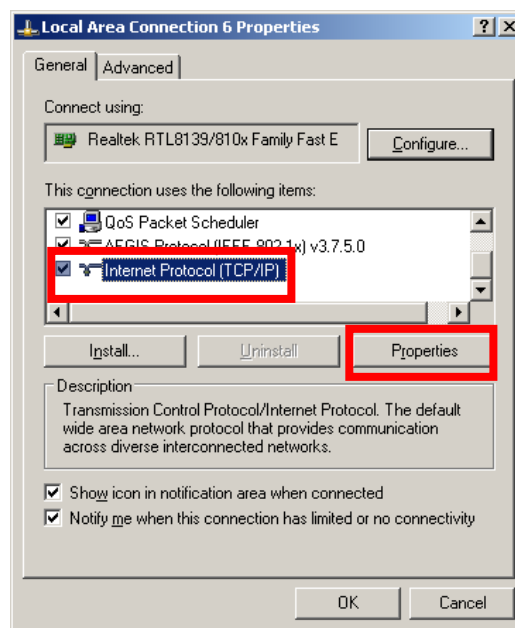 Local Area Connection 6 Properties
General
Advanced
Connect using:
Realtek RTL8139/810x Family Fast E
Configure...
This connection uses the following items:
QoS Packet Scheduler
AEGIS Protocol (IEEE 802.1x) v3.7.5.0
Internet Protocol (TCP/IP)
Install...
Uninstall
Properties
Description
Transmission Control Protocol/Internet Protocol. The default
wide area network protocol that provides communication
across diverse interconnected networks.
Show icon in notification area when connected
Notify me when this connection has limited or no connectivity
OK
Cancel